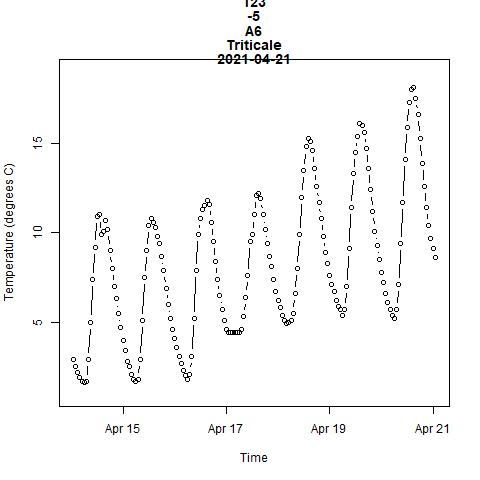 123
-5
A6
Triticale
2021-04-21
15
10
5
Temperature (degrees C)
Apr 15
Apr 17
Apr 19
Apr 21
Time